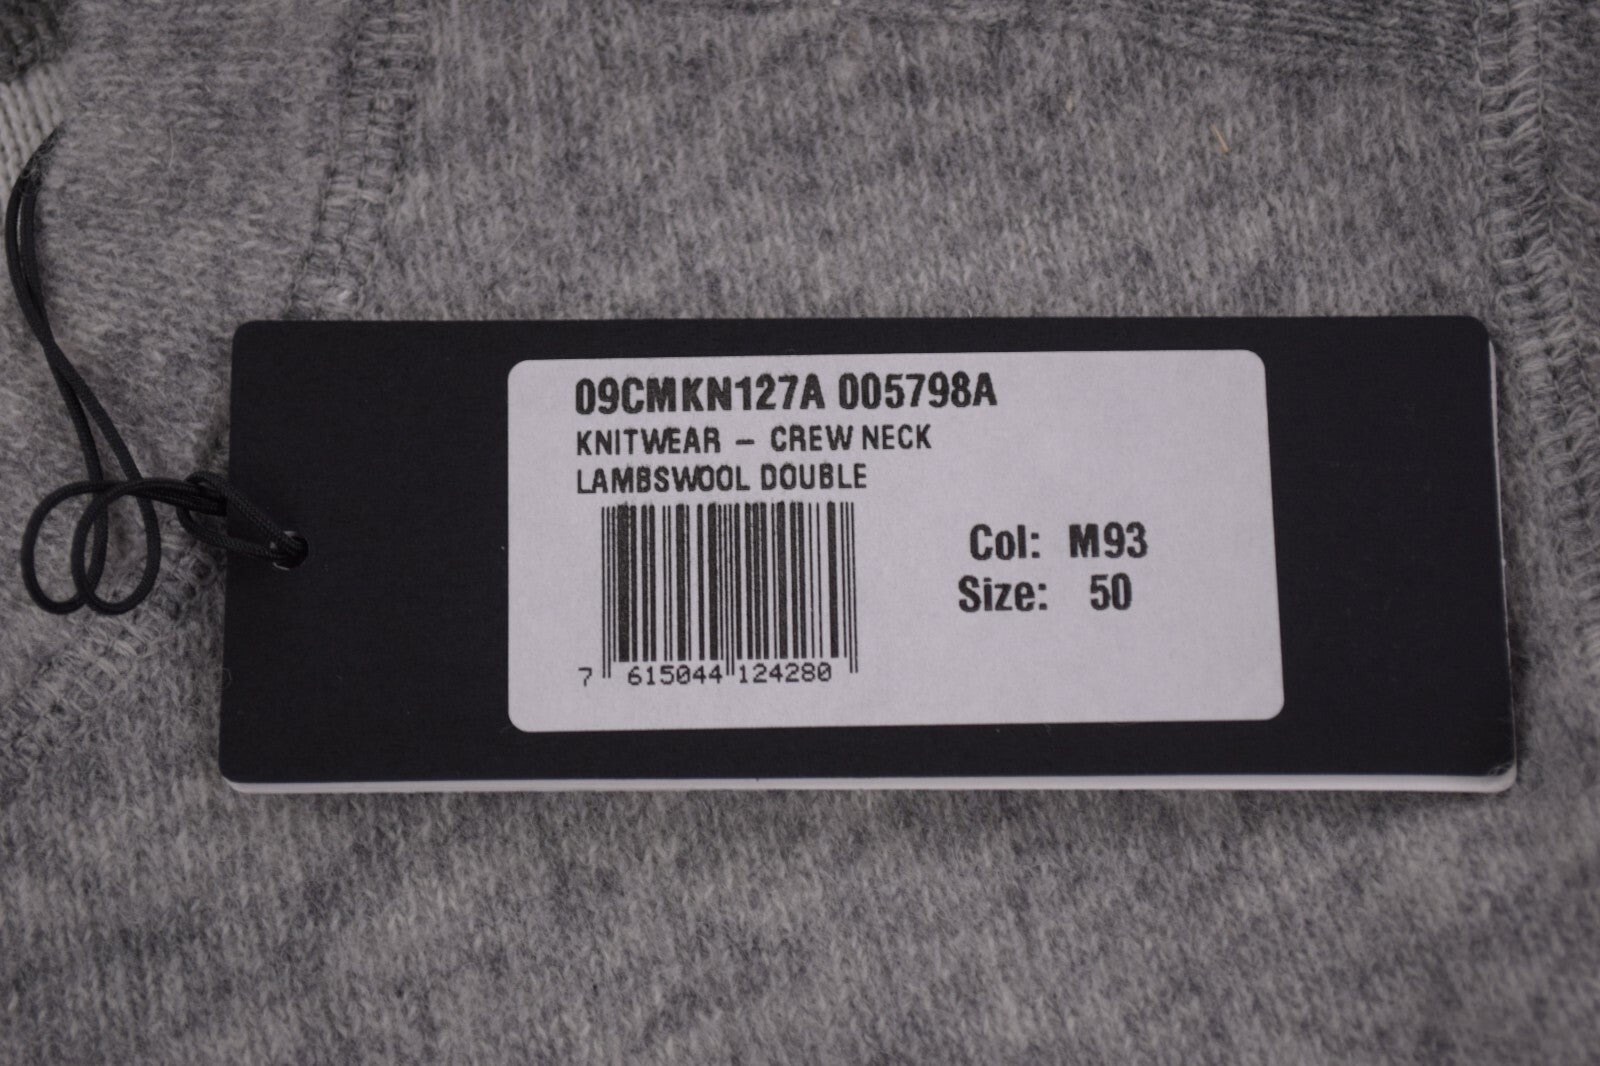 09CMKN127A 005798A
KNITWEAR – CREW NECK
LAMBSWOOL DOUBLE
Col: M93
Size: 50
7 615044 124280